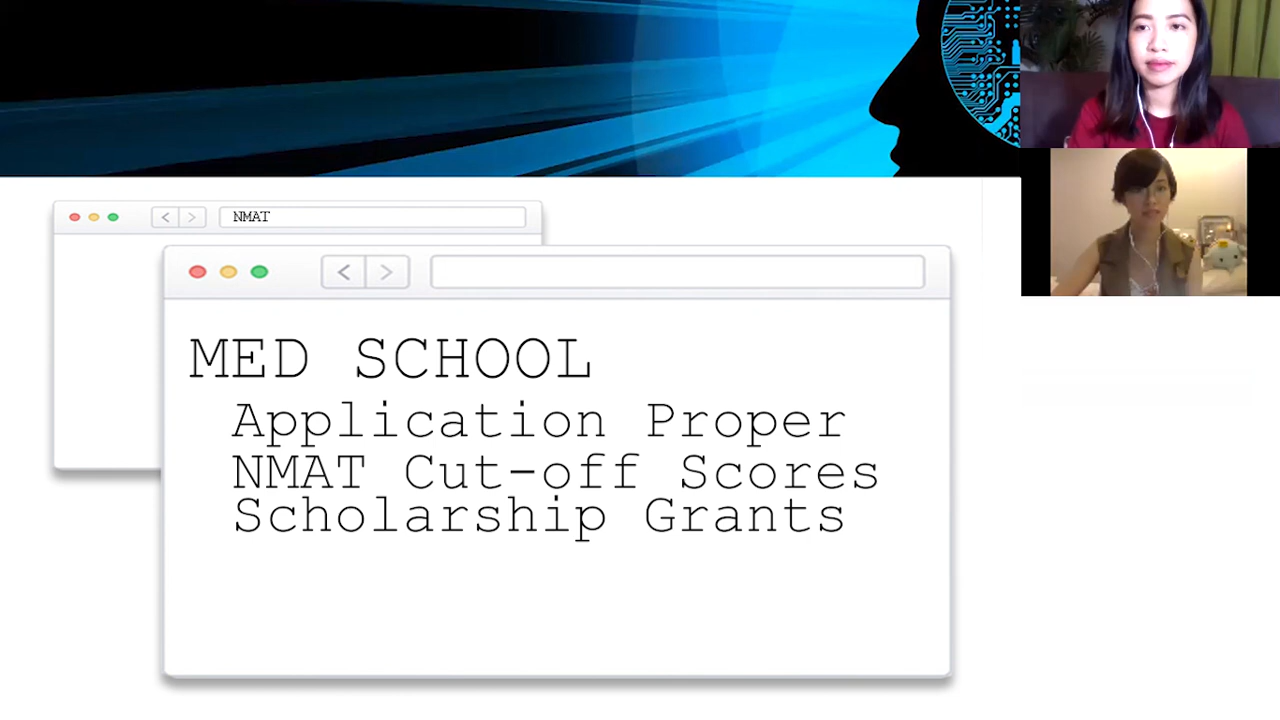 NMAT
MED SCHOOL
Application Proper
NMAT Cut-off Scores
Scholarship Grants